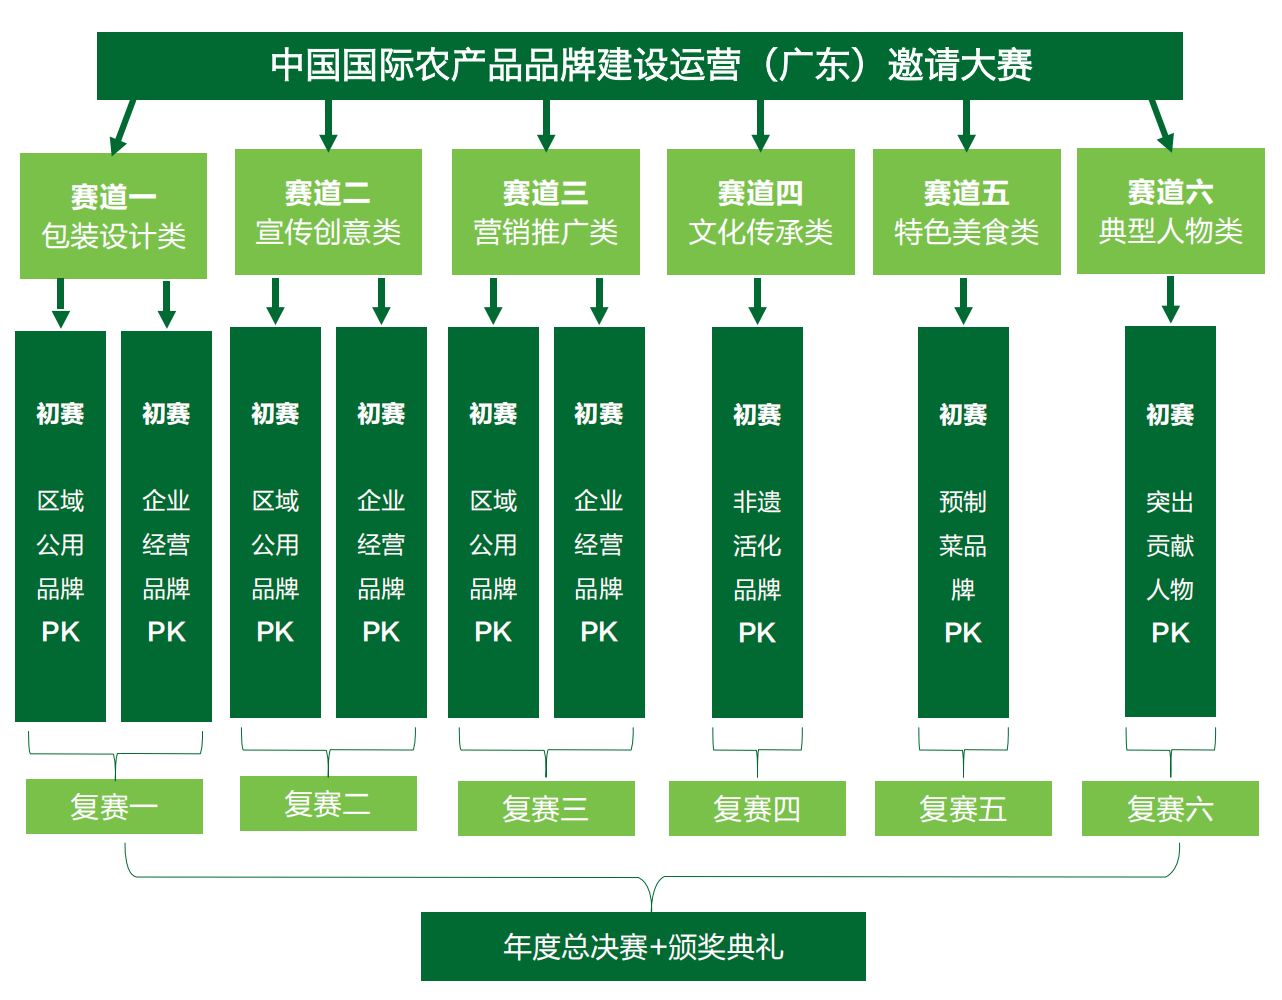 中国国际农产品品牌建设运营（广东）邀请大赛
赛道一
包装设计类
赛道二
宣传创意类
赛道三
营销推广类
赛道四
文化传承类
赛道五
特色美食类
赛道六
典型人物类
初赛
区域
公用
品牌
PK
初赛
企业
经营
品牌
PK
初赛
区域
公用
品牌
PK
初赛
企业
经营
品牌
PK
初赛
区域
公用
品牌
PK
初赛
企业
经营
品牌
PK
初赛
非遗
活化
品牌
PK
初赛
预制
菜品
牌
PK
初赛
突出
贡献
人物
PK
复赛一
复赛二
复赛三
复赛四
复赛五
复赛六
年度总决赛+颁奖典礼